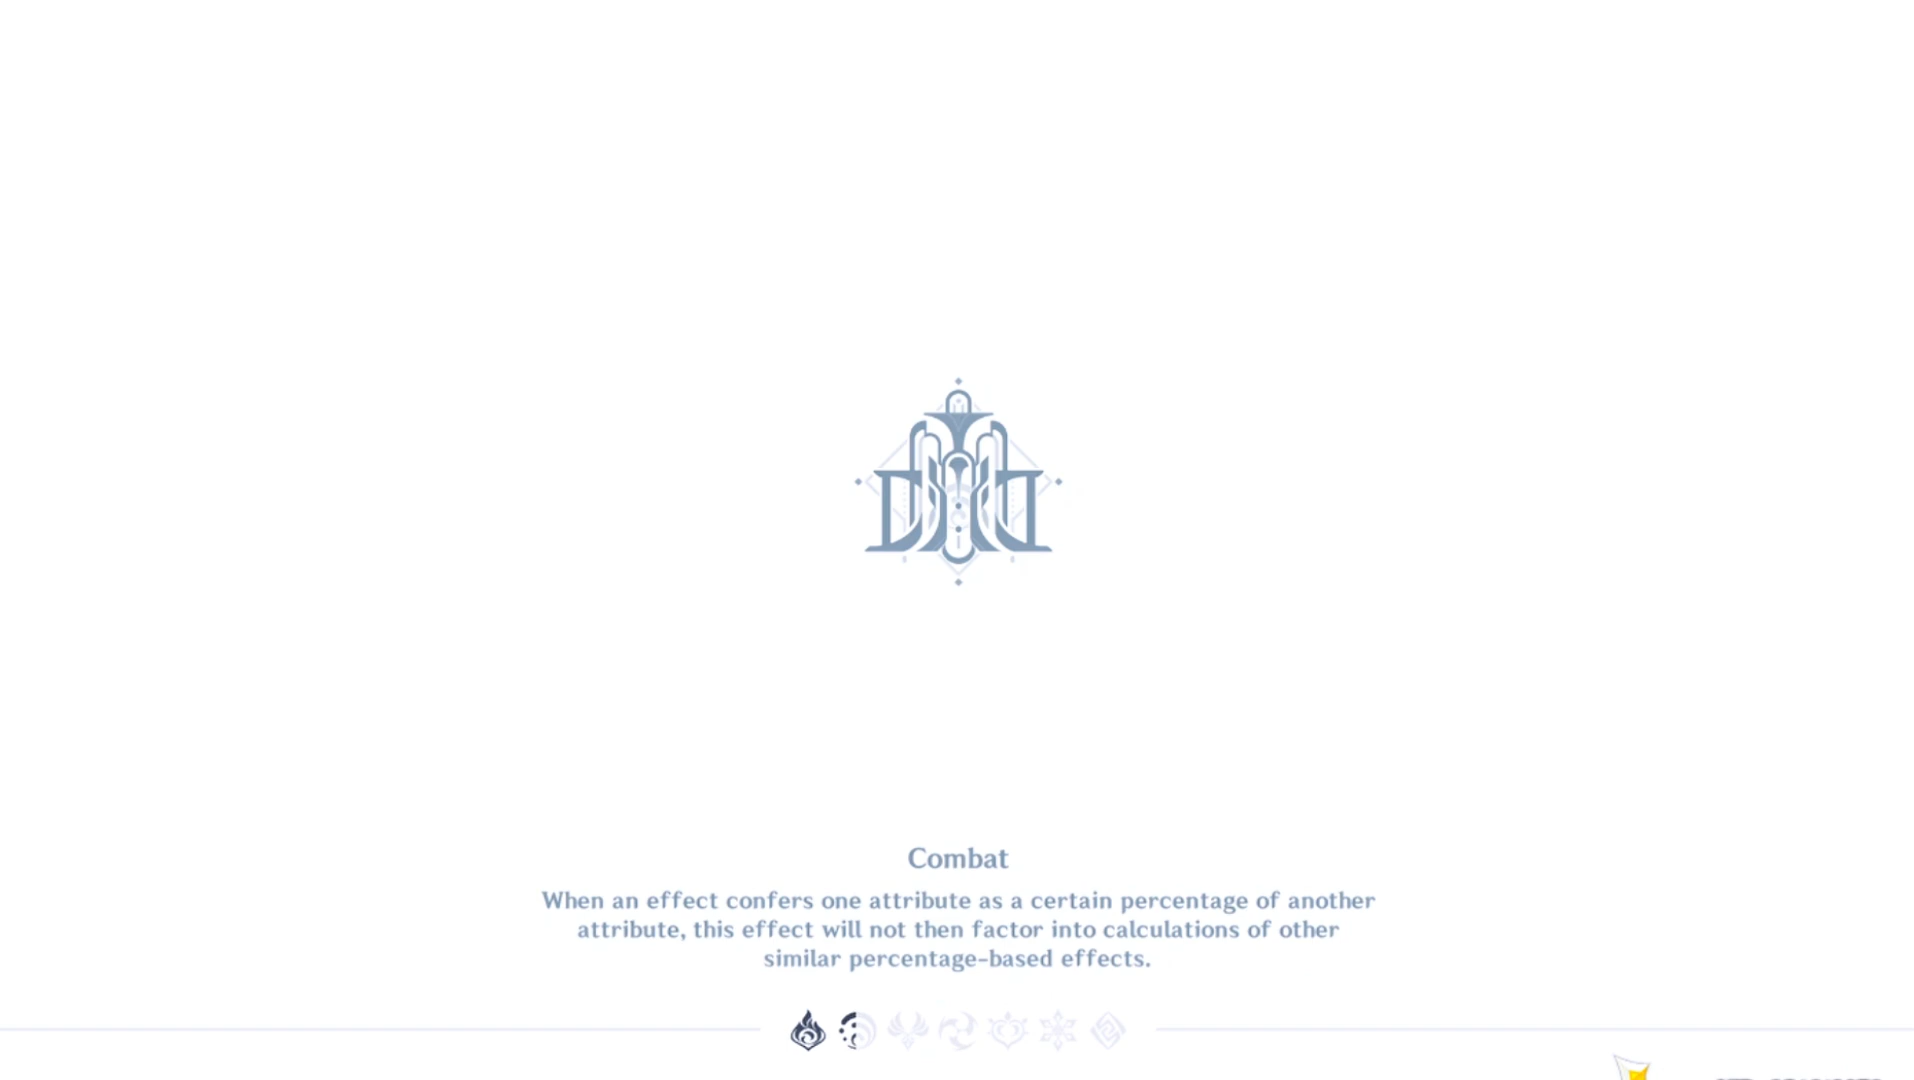 Combat
When an effect confers one attribute as a certain percentage of another
attribute, this effect will not then factor into calculations of other
similar percentage-based effects.